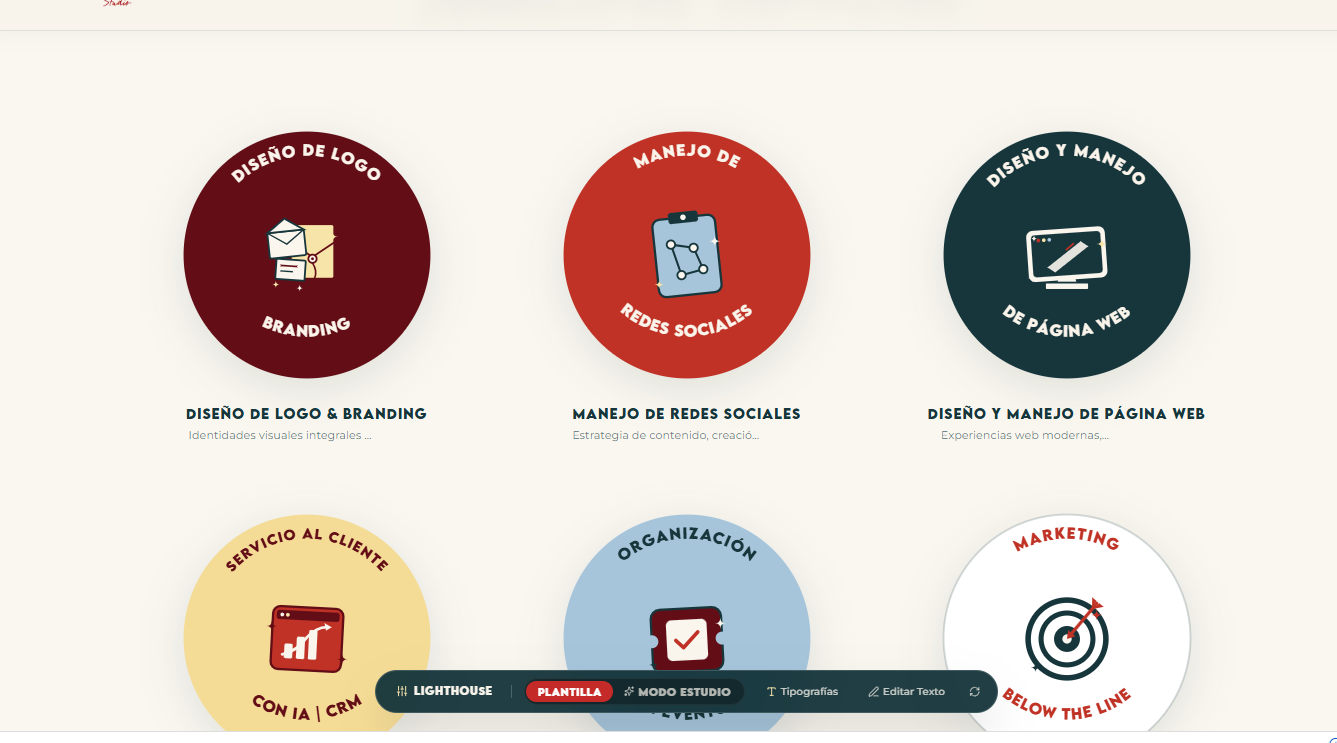 Studio
DISEÑO DE LOGO
BRANDING
MANEJO DE
REDES SOCIALES
DISEÑO Y MANEJO
DE PÁGINA WEB
DISEÑO DE LOGO & BRANDING
MANEJO DE REDES SOCIALES
DISEÑO Y MANEJO DE PÁGINA WEB
Identidades visuales integrales ...
Estrategia de contenido, creació...
Experiencias web modernas,...
SERVICIO AL CLIENTE
CON IA | CRM
ORGANIZACIÓN
MARKETING
BELOW THE LINE
LIGHTHOUSE
PLANTILLA
MODO ESTUDIO
Tipografías
Editar Texto